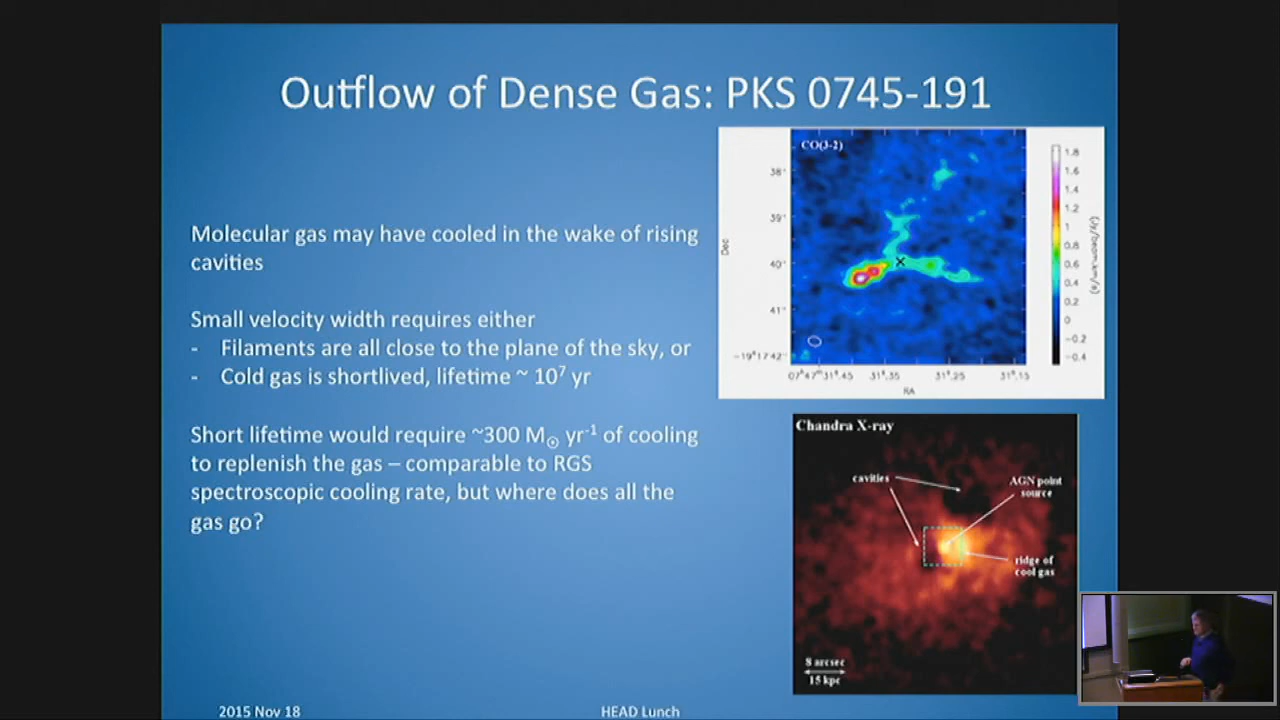 Outflow of Dense Gas: PKS 0745-191
Molecular gas may have cooled in the wake of rising
cavities
Small velocity width requires either
- Filaments are all close to the plane of the sky, or
- Cold gas is shortlived, lifetime ~ 10⁷ yr
Short lifetime would require ~300 M☉ yr⁻¹ of cooling
to replenish the gas – comparable to RGS
spectroscopic cooling rate, but where does all the
gas go?
CO(3-2)
38"
39"
40"
41"
-19°17'42"
Dec
07ʰ47ᵐ31ˢ.45
31ˢ.35
31ˢ.25
31ˢ.15
RA
1.8
1.6
1.4
1.2
1
0.8
0.6
0.4
0.2
0
-0.2
-0.4
(Jy/beam.km/s)
Chandra X-ray
cavities
AGN point
source
ridge of
cool gas
8 arcsec
15 kpc
2015 Nov 18
HEAD Lunch